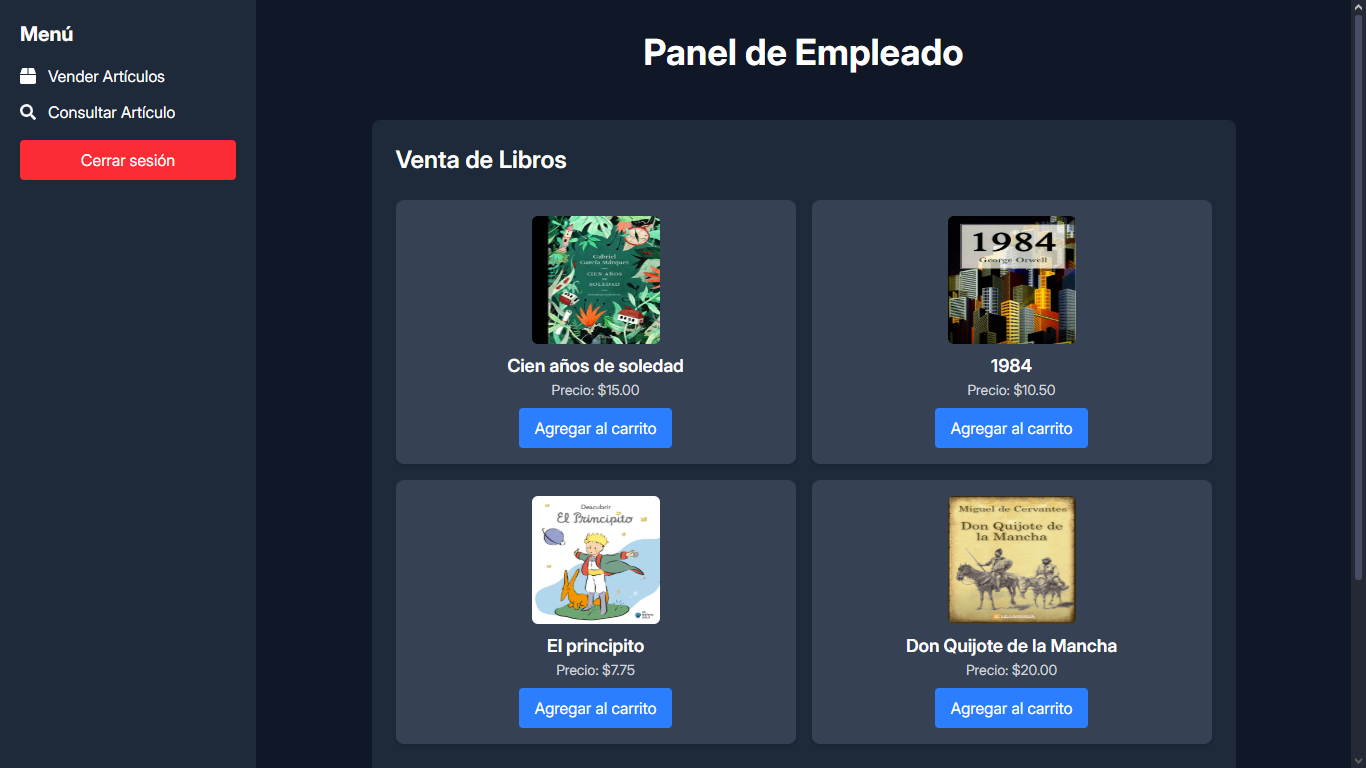 Menú
Vender Artículos
Consultar Artículo
Cerrar sesión
Panel de Empleado
Venta de Libros
Gabriel
García Márquez
CIEN AÑOS
DE
SOLEDAD
Cien años de soledad
Precio: $15.00
Agregar al carrito
1984
George Orwell
1984
Precio: $10.50
Agregar al carrito
Descubrir
El Principito
El principito
Precio: $7.75
Agregar al carrito
Miguel de Cervantes
Don Quijote de
la Mancha
Don Quijote de la Mancha
Precio: $20.00
Agregar al carrito